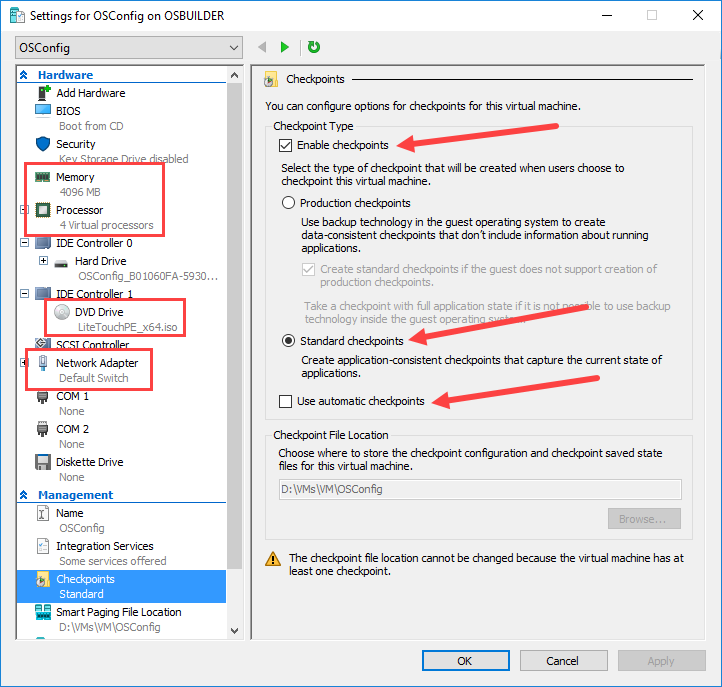 Settings for OSConfig on OSBUILDER
OSConfig
Hardware
Add Hardware
BIOS
Boot from CD
Security
Key Storage Drive disabled
Memory
4096 MB
Processor
4 Virtual processors
IDE Controller 0
Hard Drive
OSConfig_B01060FA-5930...
IDE Controller 1
DVD Drive
LiteTouchPE_x64.iso
SCSI Controller
Network Adapter
Default Switch
COM 1
None
COM 2
None
Diskette Drive
None
Management
Name
OSConfig
Integration Services
Some services offered
Checkpoints
Standard
Smart Paging File Location
D:\VMs\VM\OSConfig
Checkpoints
You can configure options for checkpoints for this virtual machine.
Checkpoint Type
Enable checkpoints
Select the type of checkpoint that will be created when users choose to
checkpoint this virtual machine.
Production checkpoints
Use backup technology in the guest operating system to create
data-consistent checkpoints that don't include information about running
applications.
Create standard checkpoints if the guest does not support creation of
production checkpoints.
Take a checkpoint with full application state if it is not possible to use backup
technology inside the guest operating system.
Standard checkpoints
Create application-consistent checkpoints that capture the current state of
applications.
Use automatic checkpoints
Checkpoint File Location
Choose where to store the checkpoint configuration and checkpoint saved state
files for this virtual machine.
D:\VMs\VM\OSConfig
Browse...
The checkpoint file location cannot be changed because the virtual machine has at
least one checkpoint.
OK
Cancel
Apply